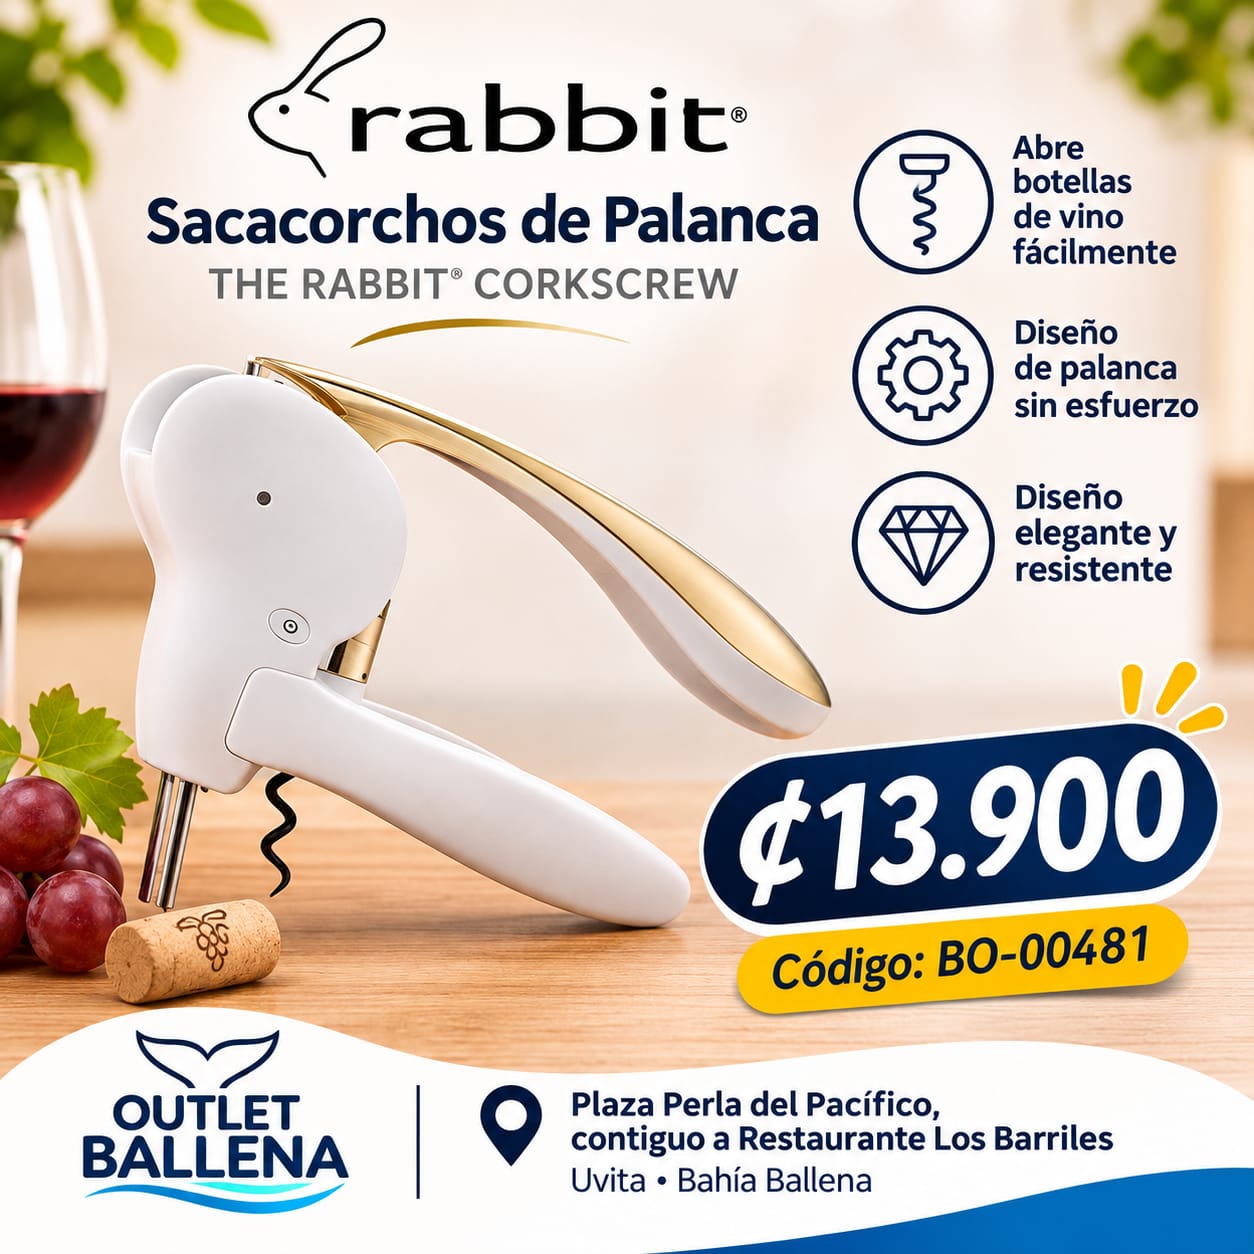 rabbit®
Sacacorchos de Palanca
THE RABBIT® CORKSCREW
Abre
botellas
de vino
fácilmente
Diseño
de palanca
sin esfuerzo
Diseño
elegante y
resistente
₡13.900
Código: BO-00481
OUTLET
BALLENA
Plaza Perla del Pacífico,
contiguo a Restaurante Los Barriles
Uvita • Bahía Ballena